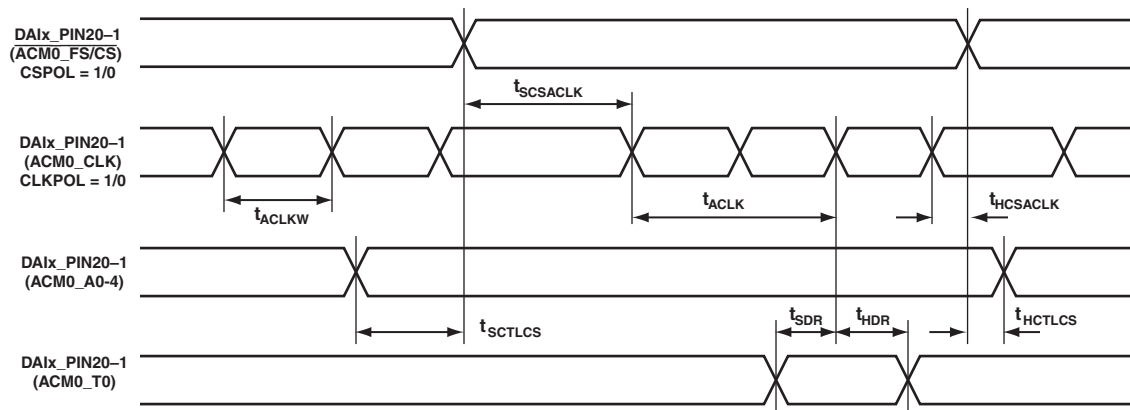 DAIx_PIN20–1
(ACM0_FS/CS)
CSPOL = 1/0
tSCSACLK
DAIx_PIN20–1
(ACM0_CLK)
CLKPOL = 1/0
tACLKW
tACLK
tHCSACLK
DAIx_PIN20–1
(ACM0_A0-4)
tSCTLCS
tSDR
tHDR
tHCTLCS
DAIx_PIN20–1
(ACM0_T0)